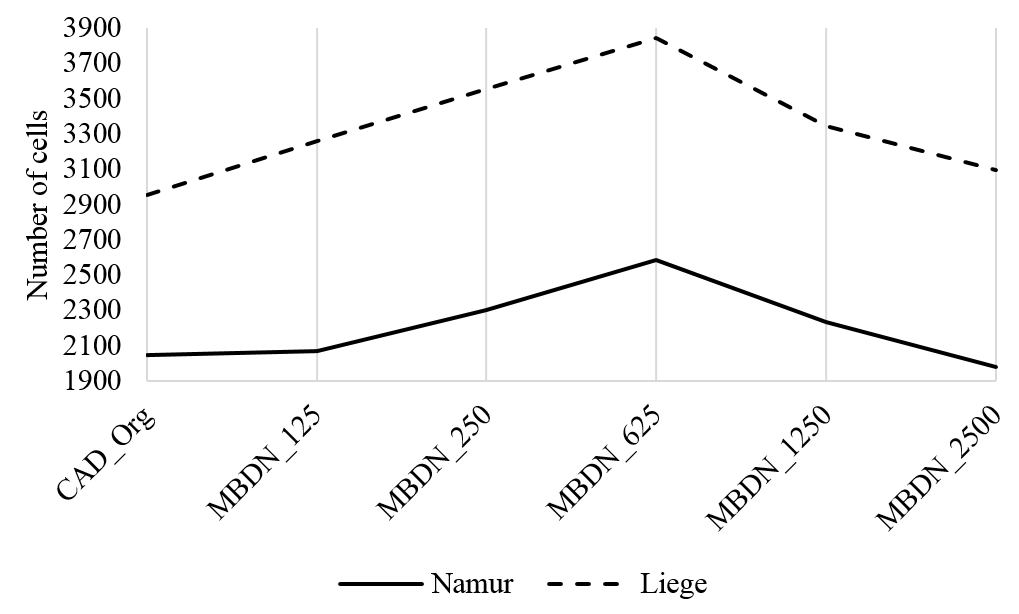 Number of cells
3900
3700
3500
3300
3100
2900
2700
2500
2300
2100
1900
CAD_Org
MBDN_125
MBDN_250
MBDN_625
MBDN_1250
MBDN_2500
Namur
Liege